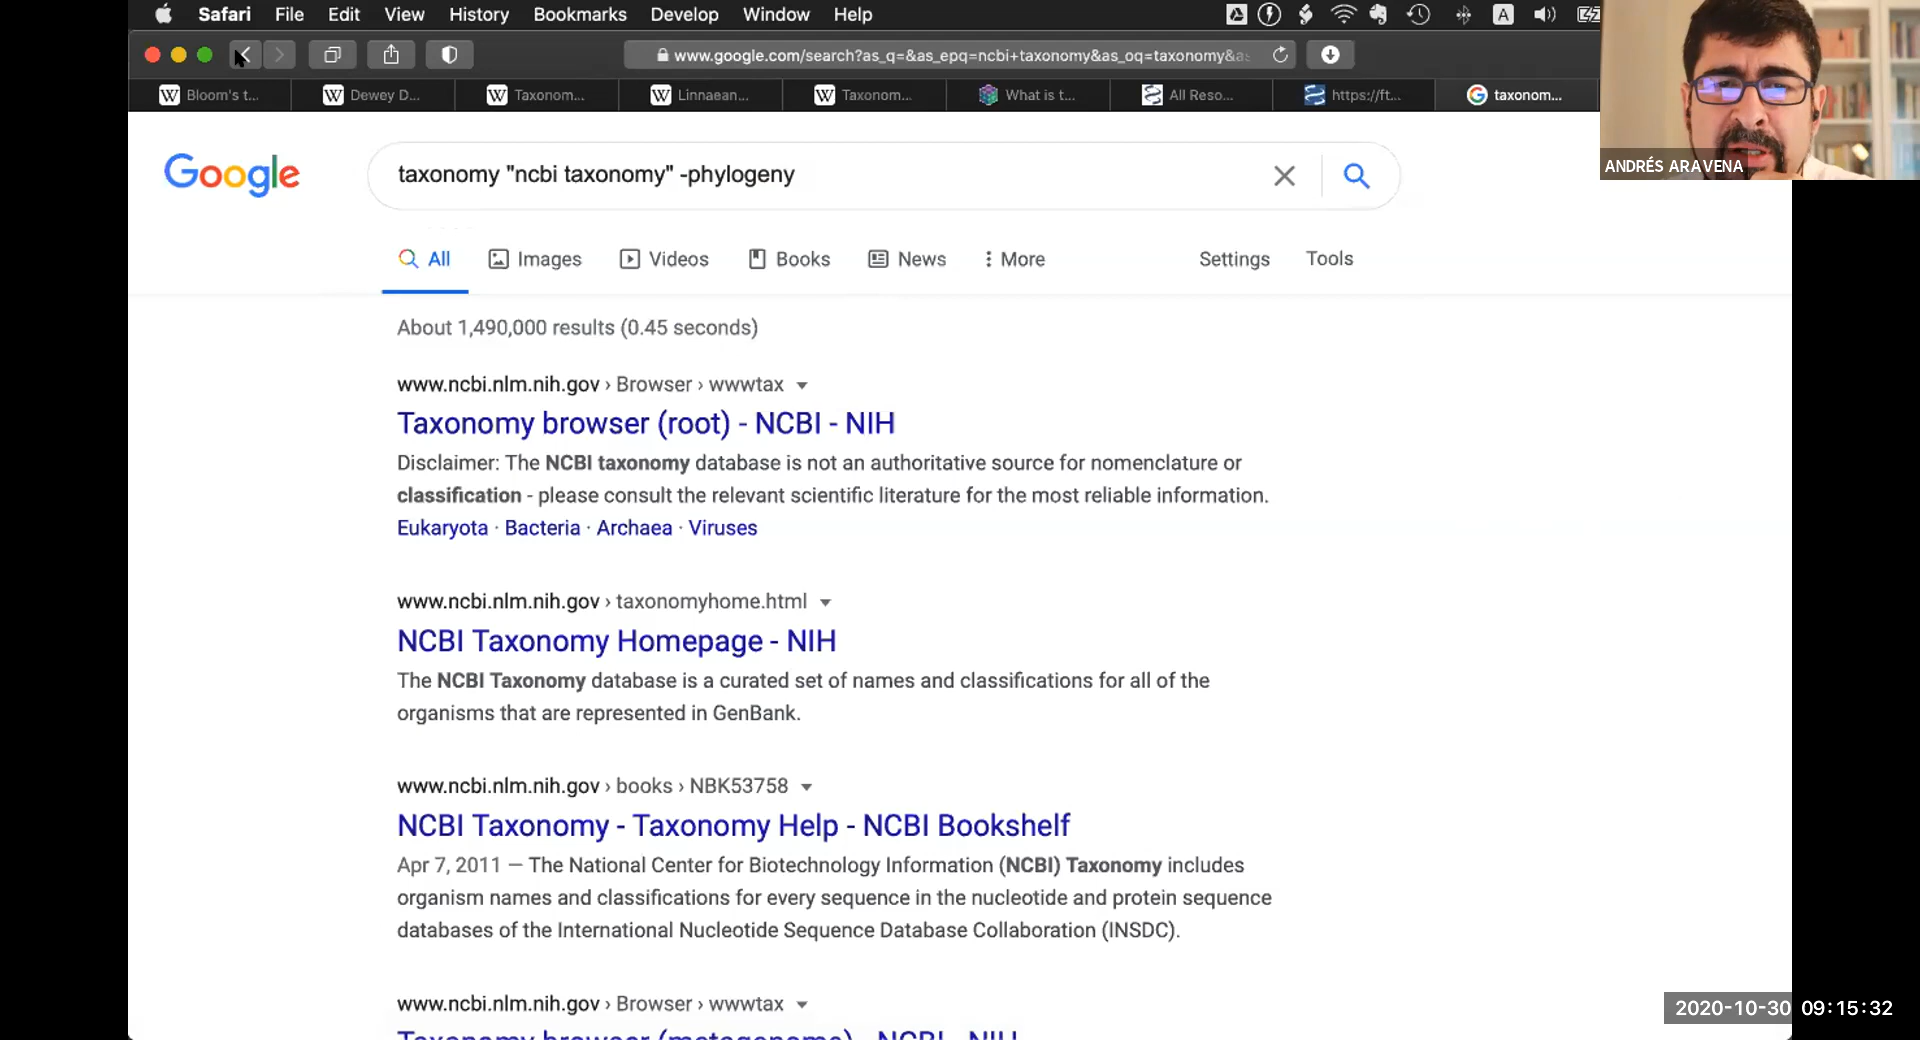 Safari File Edit View History Bookmarks Develop Window Help
www.google.com/search?as_q=&as_epq=ncbi+taxonomy&as_oq=taxonomy&as
Bloom's t... Dewey D... Taxonom... Linnaean... Taxonom... What is t... All Reso... https://ft... taxonom...
ANDRÉS ARAVENA
Google
taxonomy "ncbi taxonomy" -phylogeny
All Images Videos Books News More Settings Tools
About 1,490,000 results (0.45 seconds)
www.ncbi.nlm.nih.gov › Browser › wwwtax
Taxonomy browser (root) - NCBI - NIH
Disclaimer: The NCBI taxonomy database is not an authoritative source for nomenclature or
classification - please consult the relevant scientific literature for the most reliable information.
Eukaryota · Bacteria · Archaea · Viruses
www.ncbi.nlm.nih.gov › taxonomyhome.html
NCBI Taxonomy Homepage - NIH
The NCBI Taxonomy database is a curated set of names and classifications for all of the
organisms that are represented in GenBank.
www.ncbi.nlm.nih.gov › books › NBK53758
NCBI Taxonomy - Taxonomy Help - NCBI Bookshelf
Apr 7, 2011 — The National Center for Biotechnology Information (NCBI) Taxonomy includes
organism names and classifications for every sequence in the nucleotide and protein sequence
databases of the International Nucleotide Sequence Database Collaboration (INSDC).
www.ncbi.nlm.nih.gov › Browser › wwwtax
Taxonomy browser (metagenome) - NCBI - NIH
2020-10-30 09:15:32